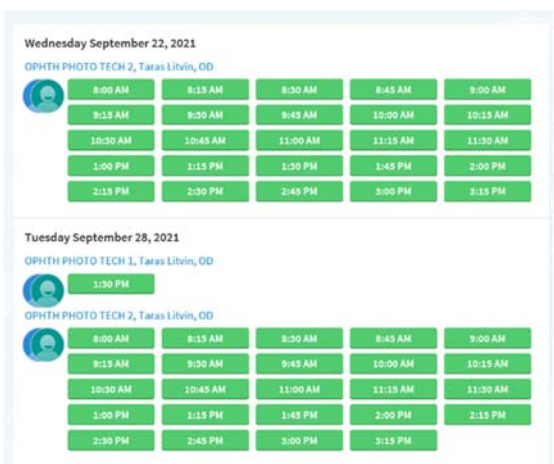 Wednesday September 22, 2021
OPHTH PHOTO TECH 2, Taras Litvin, OD
8:00 AM 8:15 AM 8:30 AM 8:45 AM 9:00 AM
9:15 AM 9:30 AM 9:45 AM 10:00 AM 10:15 AM
10:30 AM 10:45 AM 11:00 AM 11:15 AM 11:30 AM
1:00 PM 1:15 PM 1:30 PM 1:45 PM 2:00 PM
2:15 PM 2:30 PM 2:45 PM 3:00 PM 3:15 PM
Tuesday September 28, 2021
OPHTH PHOTO TECH 1, Taras Litvin, OD
1:30 PM
OPHTH PHOTO TECH 2, Taras Litvin, OD
8:00 AM 8:15 AM 8:30 AM 8:45 AM 9:00 AM
9:15 AM 9:30 AM 9:45 AM 10:00 AM 10:15 AM
10:30 AM 10:45 AM 11:00 AM 11:15 AM 11:30 AM
1:00 PM 1:15 PM 1:45 PM 2:00 PM 2:15 PM
2:30 PM 2:45 PM 3:00 PM 3:15 PM